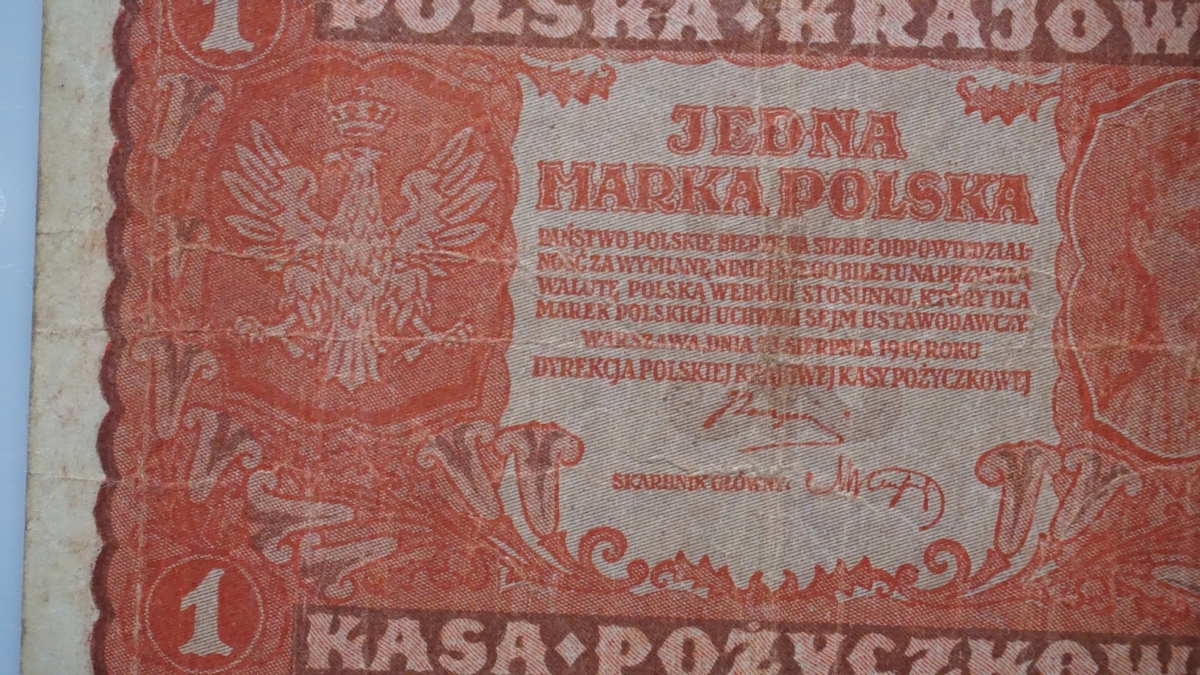 1
POLSKA · KRAJOW
JEDNA
MARKA POLSKA
PAŃSTWO POLSKIE BIERZE NA SIEBIE ODPOWIEDZIAL-
NOŚĆ ZA WYMIANĘ NINIEJSZEGO BILETU NA PRZYSZŁĄ
WALUTĘ POLSKĄ WEDŁUG STOSUNKU, KTÓRY DLA
MAREK POLSKICH UCHWALI SEJM USTAWODAWCZY.
WARSZAWA, DNIA 23 SIERPNIA 1919 ROKU
DYREKCJA POLSKIEJ KRAJOWEJ KASY POŻYCZKOWEJ
SKARBNIK GŁÓWNY
1
KASA · POŻYCZKOW